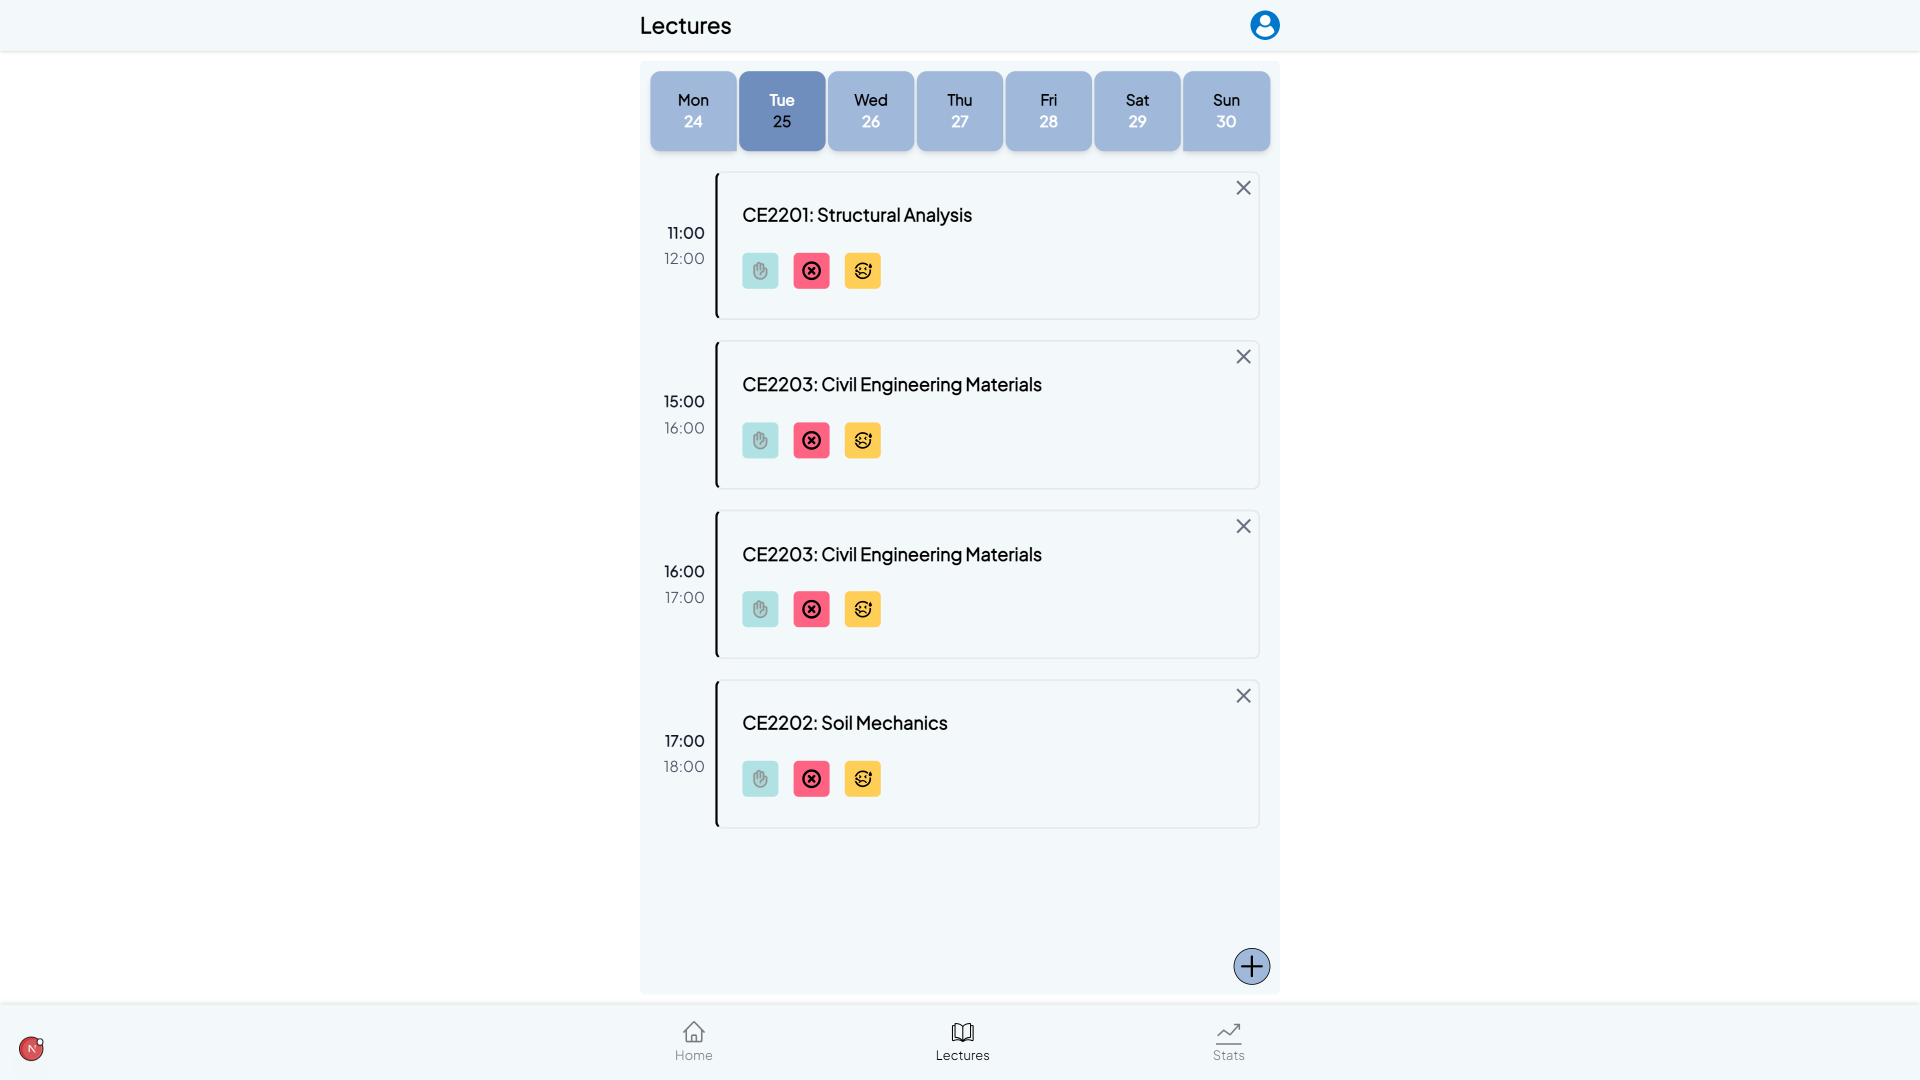 Lectures
Mon Tue Wed Thu Fri Sat Sun
24 25 26 27 28 29 30
CE2201: Structural Analysis
11:00
12:00
CE2203: Civil Engineering Materials
15:00
16:00
CE2203: Civil Engineering Materials
16:00
17:00
CE2202: Soil Mechanics
17:00
18:00
N
Home Lectures Stats